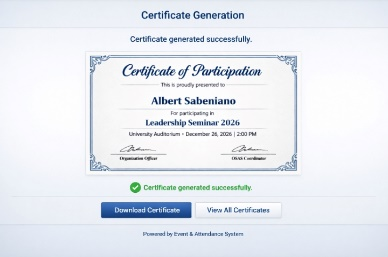 Certificate Generation
Certificate generated successfully.
Certificate of Participation
This is proudly presented to
Albert Sabeniano
For participating in
Leadership Seminar 2026
University Auditorium • December 26, 2026 | 2:00 PM
Organization Officer
OSAS Coordinator
Certificate generated successfully.
Download Certificate
View All Certificates
Powered by Event & Attendance System